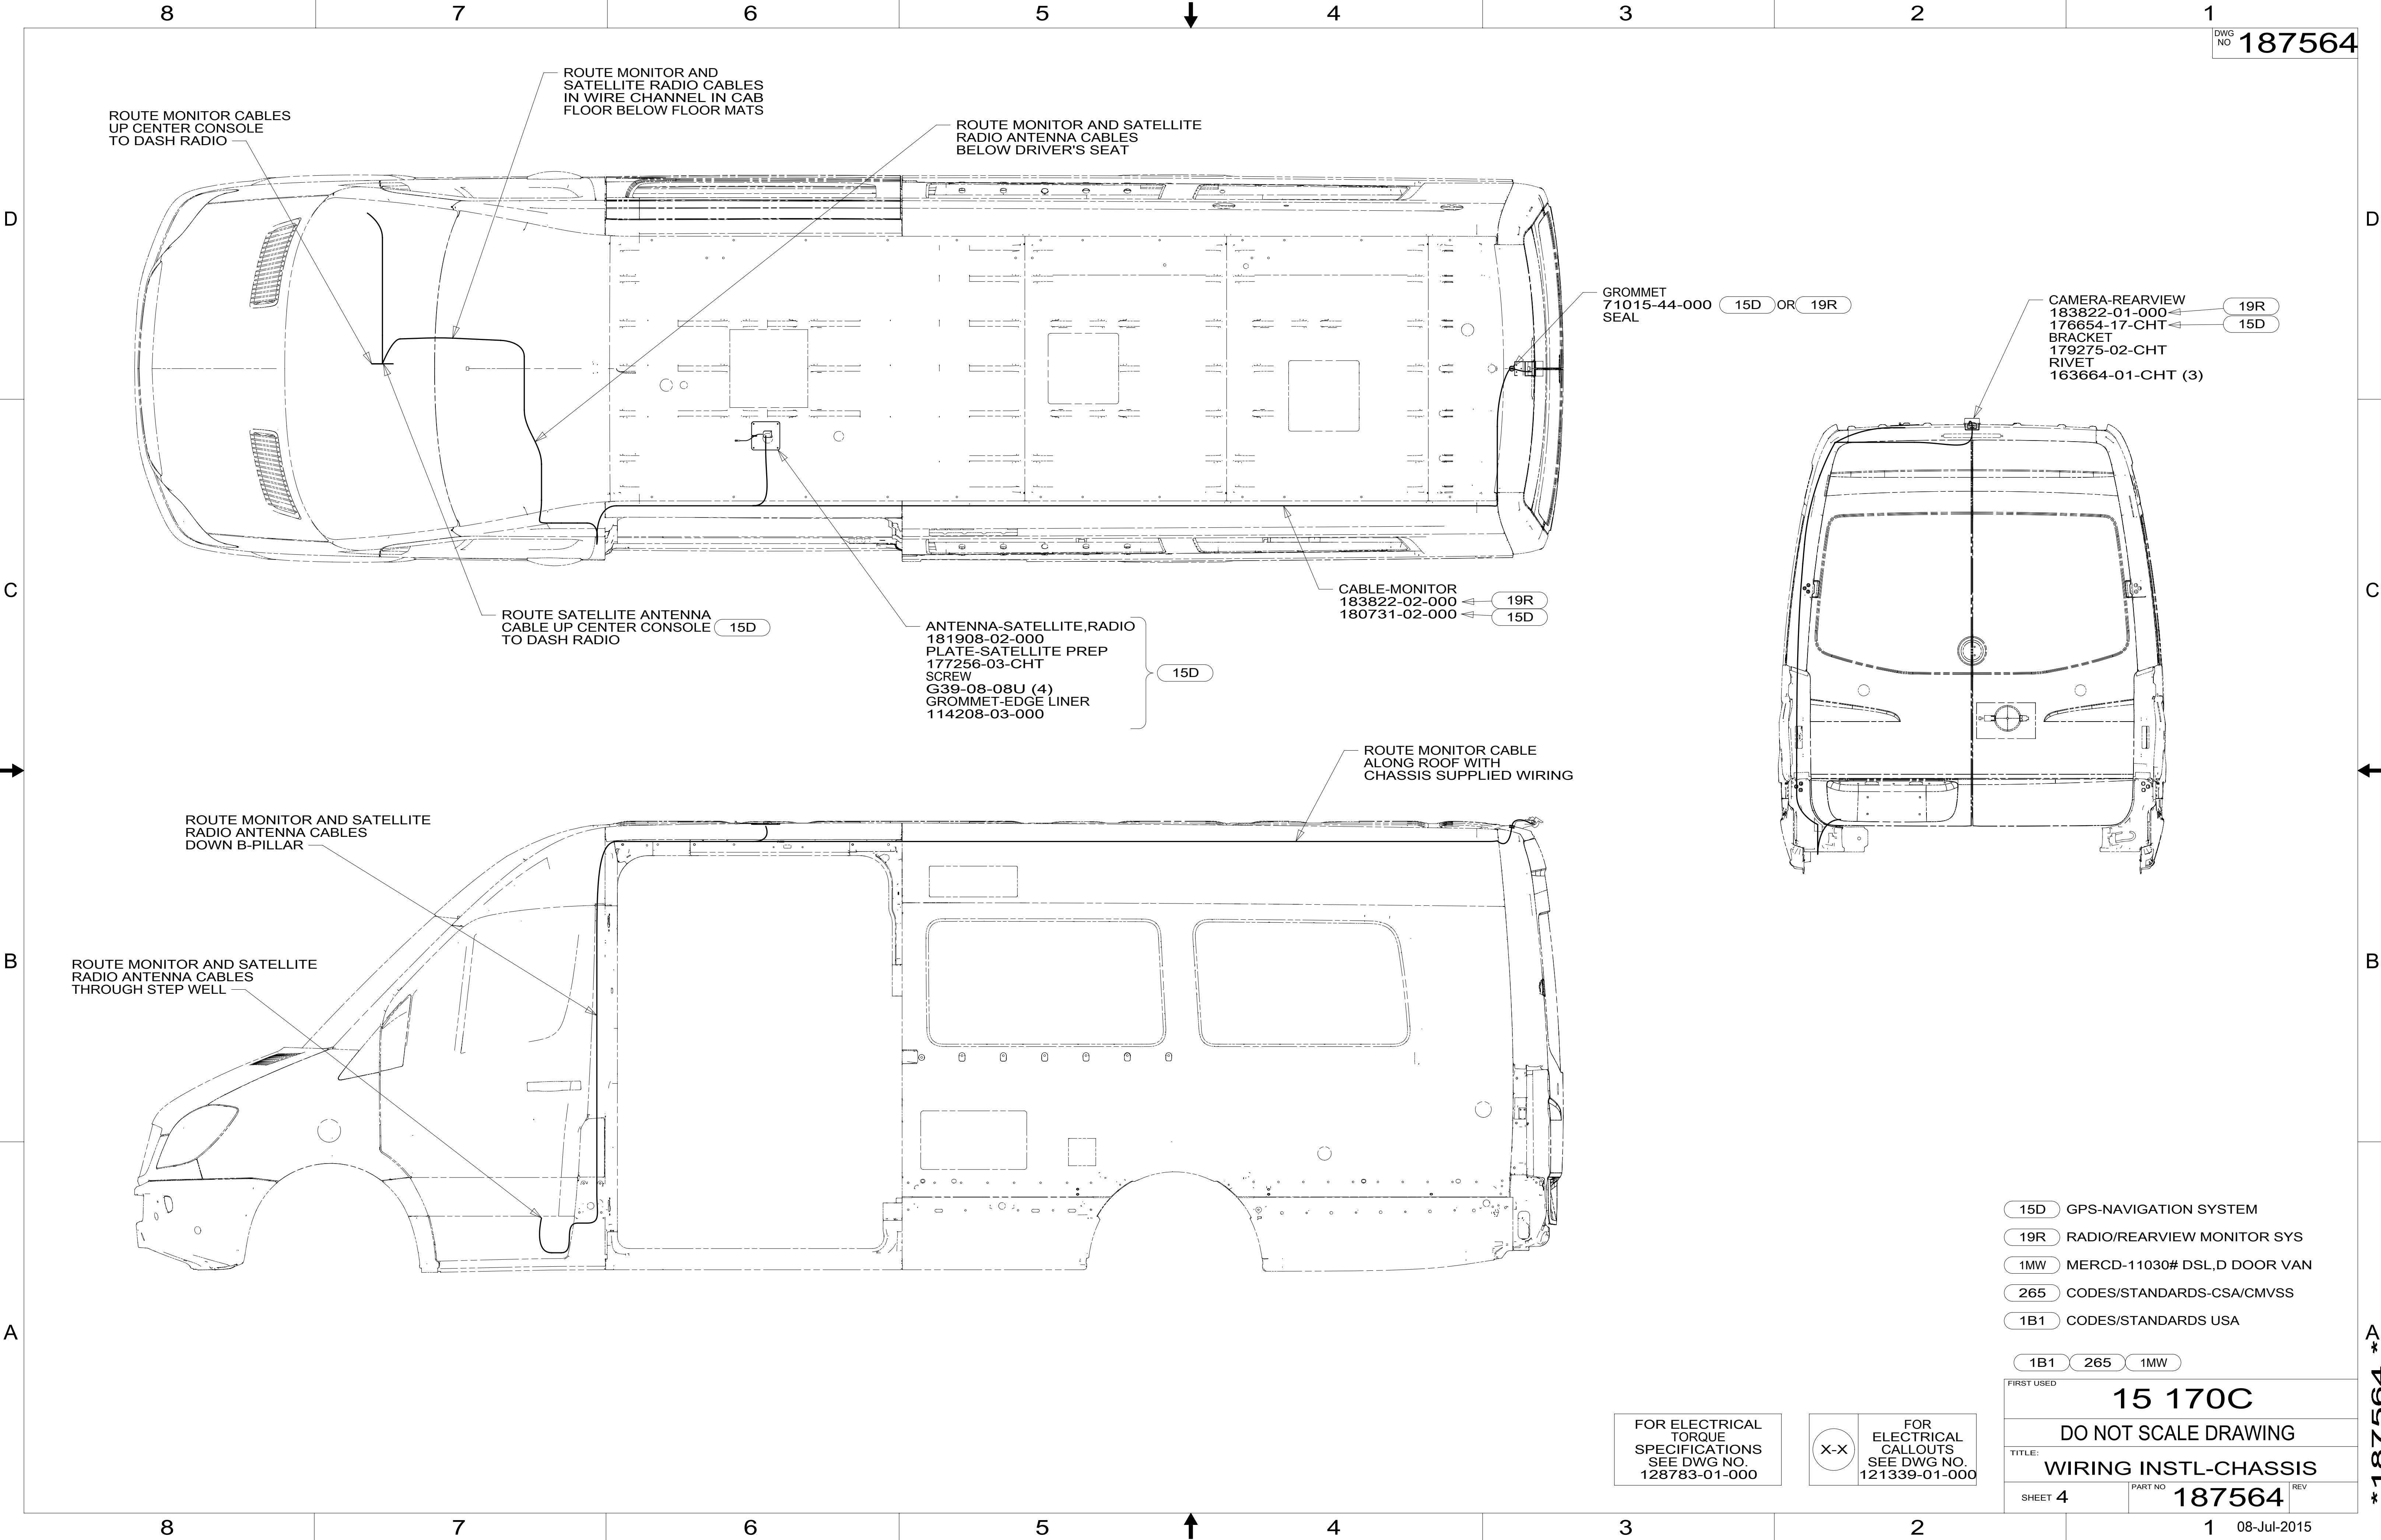 8 7 6 5 4 3 2 1
DWG
NO
187564
ROUTE MONITOR AND
SATELLITE RADIO CABLES
IN WIRE CHANNEL IN CAB
FLOOR BELOW FLOOR MATS
ROUTE MONITOR CABLES
UP CENTER CONSOLE
TO DASH RADIO
ROUTE MONITOR AND SATELLITE
RADIO ANTENNA CABLES
BELOW DRIVER'S SEAT
D D
GROMMET
71015-44-000 15D OR 19R
SEAL
CAMERA-REARVIEW
183822-01-000 19R
176654-17-CHT 15D
BRACKET
179275-02-CHT
RIVET
163664-01-CHT (3)
C C
CABLE-MONITOR
183822-02-000 19R
180731-02-000 15D
ROUTE SATELLITE ANTENNA
CABLE UP CENTER CONSOLE 15D
TO DASH RADIO
ANTENNA-SATELLITE,RADIO
181908-02-000
PLATE-SATELLITE PREP
177256-03-CHT
SCREW
G39-08-08U (4)
GROMMET-EDGE LINER
114208-03-000
15D
ROUTE MONITOR CABLE
ALONG ROOF WITH
CHASSIS SUPPLIED WIRING
ROUTE MONITOR AND SATELLITE
RADIO ANTENNA CABLES
DOWN B-PILLAR
B B
ROUTE MONITOR AND SATELLITE
RADIO ANTENNA CABLES
THROUGH STEP WELL
15D GPS-NAVIGATION SYSTEM
19R RADIO/REARVIEW MONITOR SYS
1MW MERCD-11030# DSL,D DOOR VAN
265 CODES/STANDARDS-CSA/CMVSS
1B1 CODES/STANDARDS USA
A A
1B1 265 1MW
FIRST USED
15 170C
DO NOT SCALE DRAWING
TITLE:
WIRING INSTL-CHASSIS
SHEET 4
PART NO
187564
REV
FOR ELECTRICAL
TORQUE
SPECIFICATIONS
SEE DWG NO.
128783-01-000
X-X
FOR
ELECTRICAL
CALLOUTS
SEE DWG NO.
121339-01-000
*187564 *
8 7 6 5 4 3 2 1
08-Jul-2015